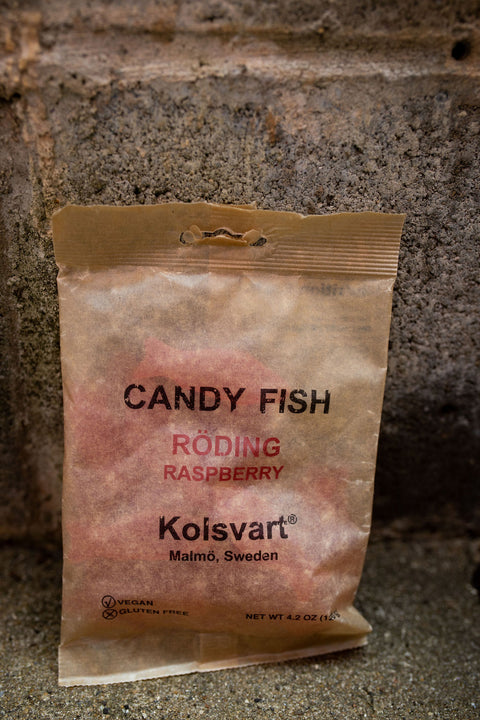 CANDY FISH
RÖDING
RASPBERRY
Kolsvart®
Malmö, Sweden
VEGAN
GLUTEN FREE
NET WT 4.2 OZ